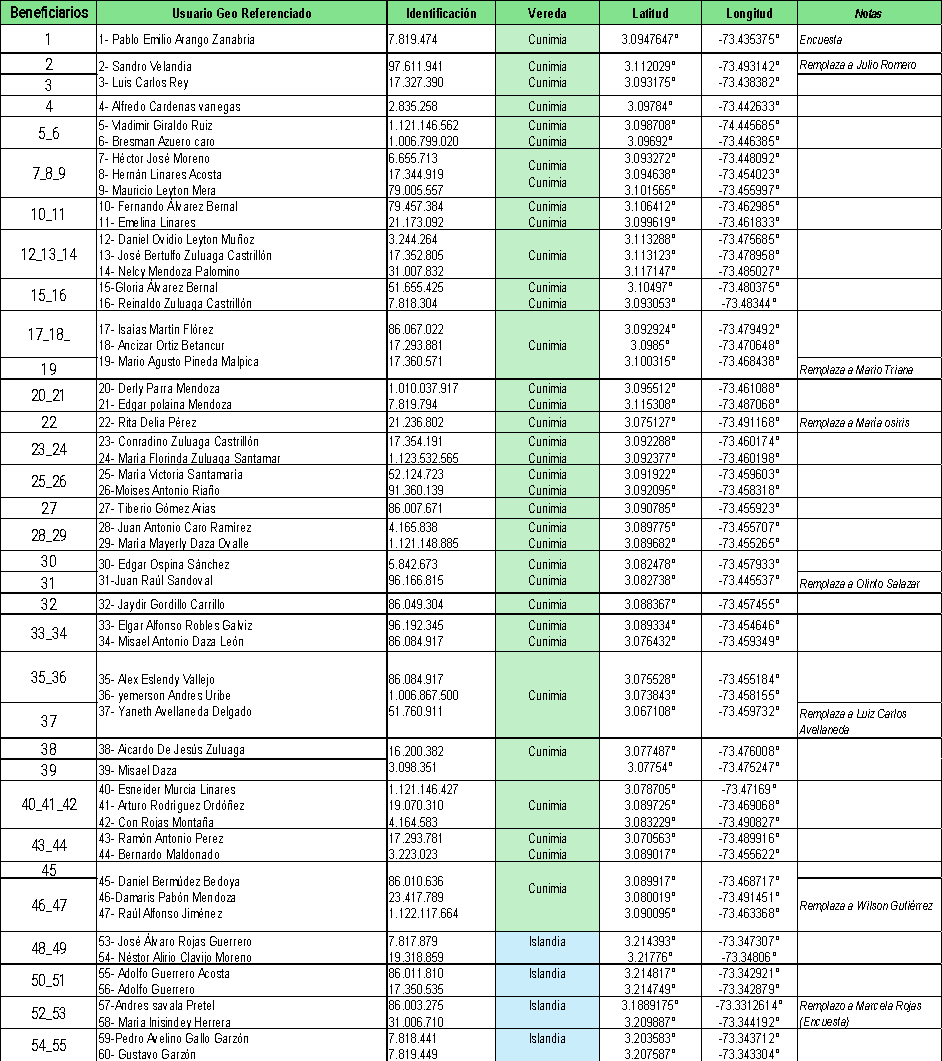 Beneficiarios Usuario Geo Referenciado Identificación Vereda Latitud Longitud Notas
1 1- Pablo Emilio Arango Zanabria 7.819.474 Cunimia 3.0947647° -73.435375° Encuesta
2 2- Sandro Velandia 97.611.941 Cunimia 3.112029° -73.493142° Remplaza a Julio Romero
3 3- Luis Carlos Rey 17.327.390 Cunimia 3.093175° -73.438382°
4 4- Alfredo Cardenas vanegas 2.835.258 Cunimia 3.09784° -73.442633°
5_6 5- Vladimir Giraldo Ruiz 1.121.146.562 Cunimia 3.098708° -74.445685°
6- Bresman Azuero caro 1.006.799.020 Cunimia 3.09692° -73.446385°
7_8_9 7- Héctor José Moreno 6.655.713 Cunimia 3.093272° -73.448092°
8- Hernán Linares Acosta 17.344.919 Cunimia 3.094638° -73.454023°
9- Mauricio Leyton Mera 79.005.557 3.101565° -73.455997°
10_11 10- Fernando Álvarez Bernal 79.457.384 Cunimia 3.106412° -73.462985°
11- Emelina Linares 21.173.092 Cunimia 3.099619° -73.461833°
12_13_14 12- Daniel Ovidio Leyton Muñoz 3.244.264 3.113288° -73.475685°
13- José Bertulfo Zuluaga Castrillón 17.352.805 Cunimia 3.113123° -73.478958°
14- Nelcy Mendoza Palomino 31.007.832 3.117147° -73.485027°
15_16 15-Gloria Álvarez Bernal 51.655.425 Cunimia 3.10497° -73.480375°
16- Reinaldo Zuluaga Castrillón 7.818.304 Cunimia 3.093053° -73.48344°
17_18_ 17- Isaías Martín Flórez 86.067.022 3.092924° -73.479492°
18- Ancizar Ortiz Betancur 17.293.881 Cunimia 3.0985° -73.470648°
19 19- Mario Agusto Pineda Malpica 17.360.571 3.100315° -73.468438° Remplaza a Mario Triana
20_21 20- Derly Parra Mendoza 1.010.037.917 Cunimia 3.095512° -73.461088°
21- Edgar polaina Mendoza 7.819.794 Cunimia 3.115308° -73.487068°
22 22- Rita Delia Pérez 21.236.802 Cunimia 3.075127° -73.491168° Remplaza a María osiris
23_24 23- Conradino Zuluaga Castrillón 17.354.191 Cunimia 3.092288° -73.460174°
24- María Florinda Zuluaga Santamar 1.123.532.565 Cunimia 3.092377° -73.460198°
25_26 25- María Victoria Santamaría 52.124.723 Cunimia 3.091922° -73.459603°
26-Moises Antonio Riaño 91.360.139 Cunimia 3.092095° -73.458318°
27 27- Tiberio Gómez Arias 86.007.671 Cunimia 3.090785° -73.455923°
28_29 28- Juan Antonio Caro Ramírez 4.165.838 Cunimia 3.089775° -73.455707°
29- María Mayerly Daza Ovalle 1.121.148.885 Cunimia 3.089682° -73.455265°
30 30- Edgar Ospina Sánchez 5.842.673 Cunimia 3.082478° -73.457933°
31 31-Juan Raúl Sandoval 96.166.815 Cunimia 3.082738° -73.445537° Remplaza a Olinto Salazar
32 32- Jaydir Gordillo Carrillo 86.049.304 Cunimia 3.088367° -73.457455°
33_34 33- Elgar Alfonso Robles Galviz 96.192.345 Cunimia 3.089334° -73.454646°
34- Misael Antonio Daza León 86.084.917 Cunimia 3.076432° -73.459349°
35_36 35- Alex Eslendy Vallejo 86.084.917 3.075528° -73.455184°
36- yemerson Andres Uribe 1.006.867.500 Cunimia 3.073843° -73.458155°
37 37- Yaneth Avellaneda Delgado 51.760.911 3.067108° -73.459732° Remplaza a Luiz Carlos
Avellaneda
38 38- Aicardo De Jesús Zuluaga 16.200.382 Cunimia 3.077487° -73.476008°
39 39- Misael Daza 3.098.351 3.07754° -73.475247°
40_41_42 40- Esneider Murcia Linares 1.121.146.427 3.078705° -73.47169°
41- Arturo Rodríguez Ordóñez 19.070.310 Cunimia 3.089725° -73.469068°
42- Con Rojas Montaña 4.164.583 3.083229° -73.490827°
43_44 43- Ramón Antonio Perez 17.293.781 Cunimia 3.070563° -73.489916°
44- Bernardo Maldonado 3.223.023 Cunimia 3.089017° -73.455622°
45 45- Daniel Bermúdez Bedoya 86.010.636 Cunimia 3.089917° -73.468717°
46_47 46-Damaris Pabón Mendoza 23.417.789 3.080019° -73.491451° Remplaza a Wilson Gutiérrez
47- Raúl Alfonso Jiménez 1.122.117.664 3.090095° -73.463368°
48_49 53- José Álvaro Rojas Guerrero 7.817.879 Islandia 3.214393° -73.347307°
54- Néstor Alirio Clavijo Moreno 19.318.859 3.21776° -73.34806°
50_51 55- Adolfo Guerrero Acosta 86.011.810 Islandia 3.214817° -73.342921°
56- Adolfo Guerrero 17.350.535 3.214749° -73.342879°
52_53 57-Andres savala Pretel 86.003.275 Islandia 3.1889175° -73.3312614° Remplazo a Marcela Rojas
58- María Inisindey Herrera 31.006.710 3.209887° -73.344192° (Encuesta)
54_55 59-Pedro Avelino Gallo Garzón 7.818.441 Islandia 3.203583° -73.343712°
60- Gustavo Garzón 7.819.449 3.207587° -73.343304°